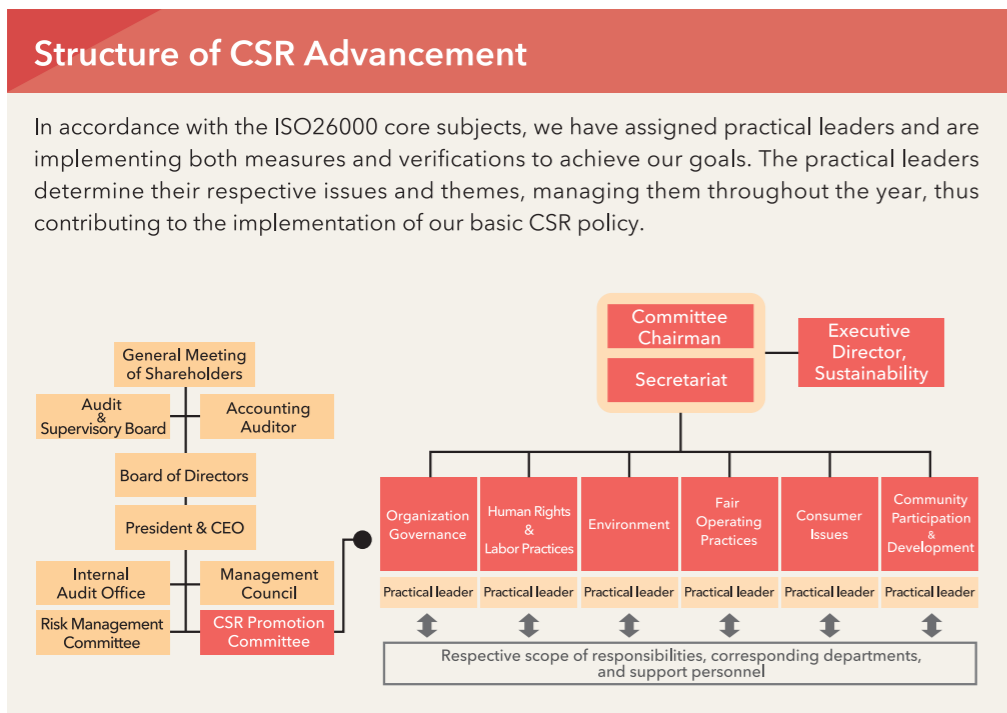 Structure of CSR Advancement
In accordance with the ISO26000 core subjects, we have assigned practical leaders and are
implementing both measures and verifications to achieve our goals. The practical leaders
determine their respective issues and themes, managing them throughout the year, thus
contributing to the implementation of our basic CSR policy.
General Meeting
of Shareholders
Audit
&
Supervisory Board
Accounting
Auditor
Board of Directors
President & CEO
Internal
Audit Office
Management
Council
Risk Management
Committee
CSR Promotion
Committee
Committee
Chairman
Secretariat
Executive
Director,
Sustainability
Organization
Governance
Human Rights
&
Labor Practices
Environment
Fair
Operating
Practices
Consumer
Issues
Community
Participation
&
Development
Practical leader
Practical leader
Practical leader
Practical leader
Practical leader
Practical leader
Respective scope of responsibilities, corresponding departments,
and support personnel